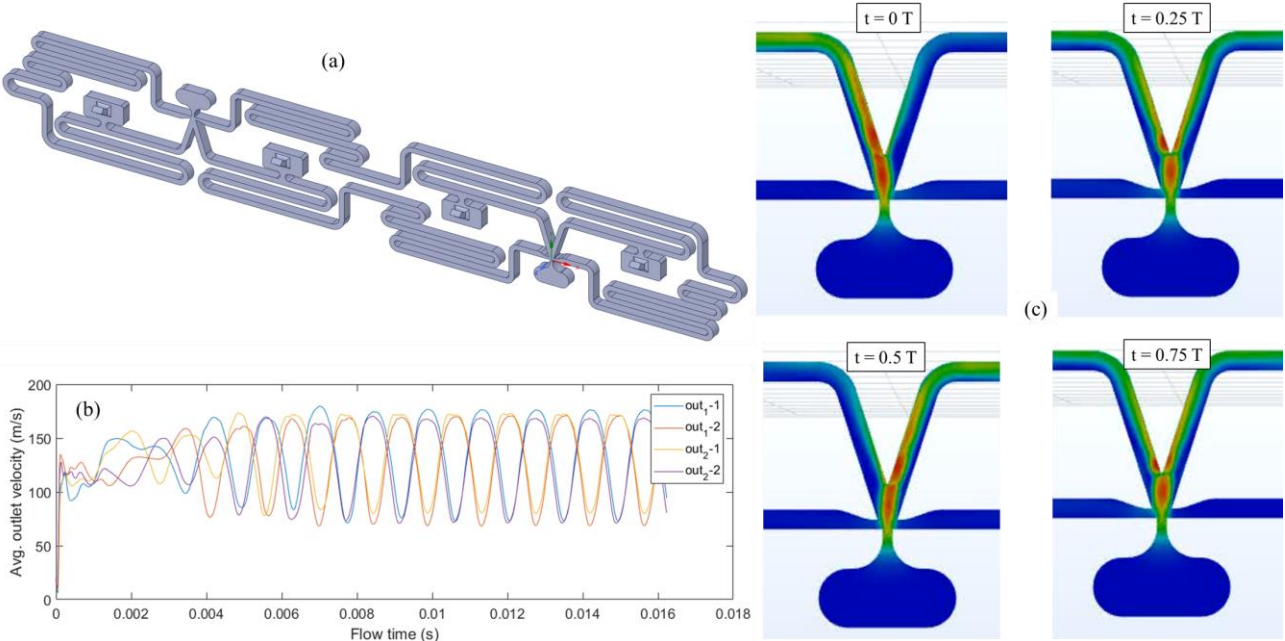 (a)
t = 0 T
t = 0.25 T
(c)
t = 0.5 T
t = 0.75 T
(b)
200
150
100
50
0
Avg. outlet velocity (m/s)
out₁-1
out₁-2
out₂-1
out₂-2
0 0.002 0.004 0.006 0.008 0.01 0.012 0.014 0.016 0.018
Flow time (s)